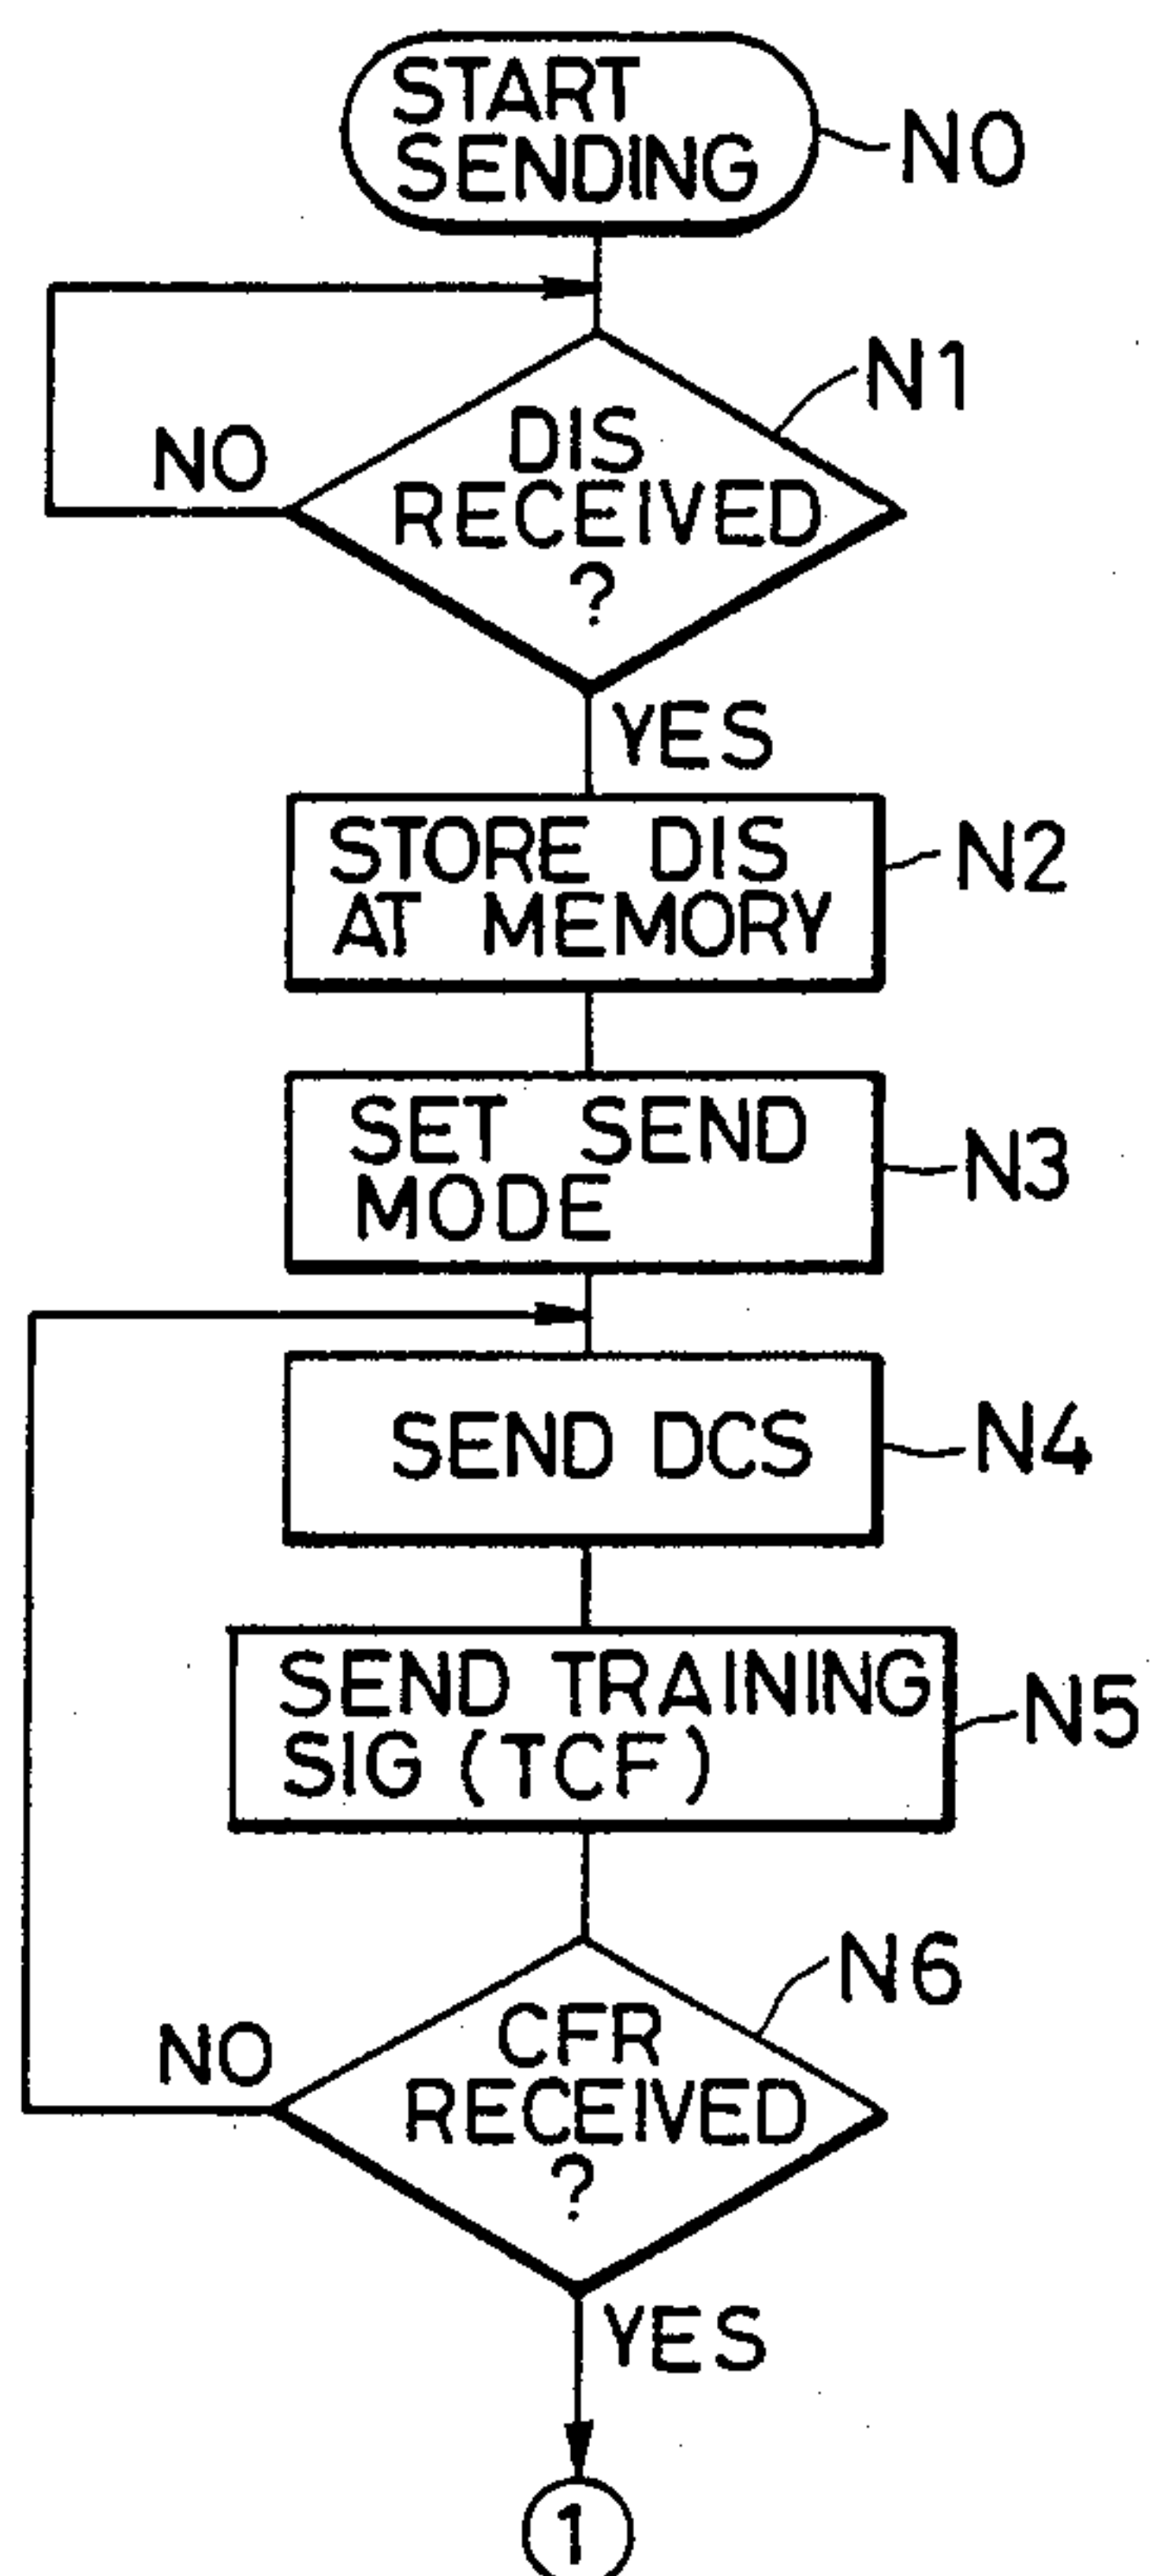 START
SENDING
N0
N1
DIS
RECEIVED
?
NO
YES
STORE DIS
AT MEMORY
N2
SET SEND
MODE
N3
SEND DCS
N4
SEND TRAINING
SIG (TCF)
N5
N6
CFR
RECEIVED
?
NO
YES
1